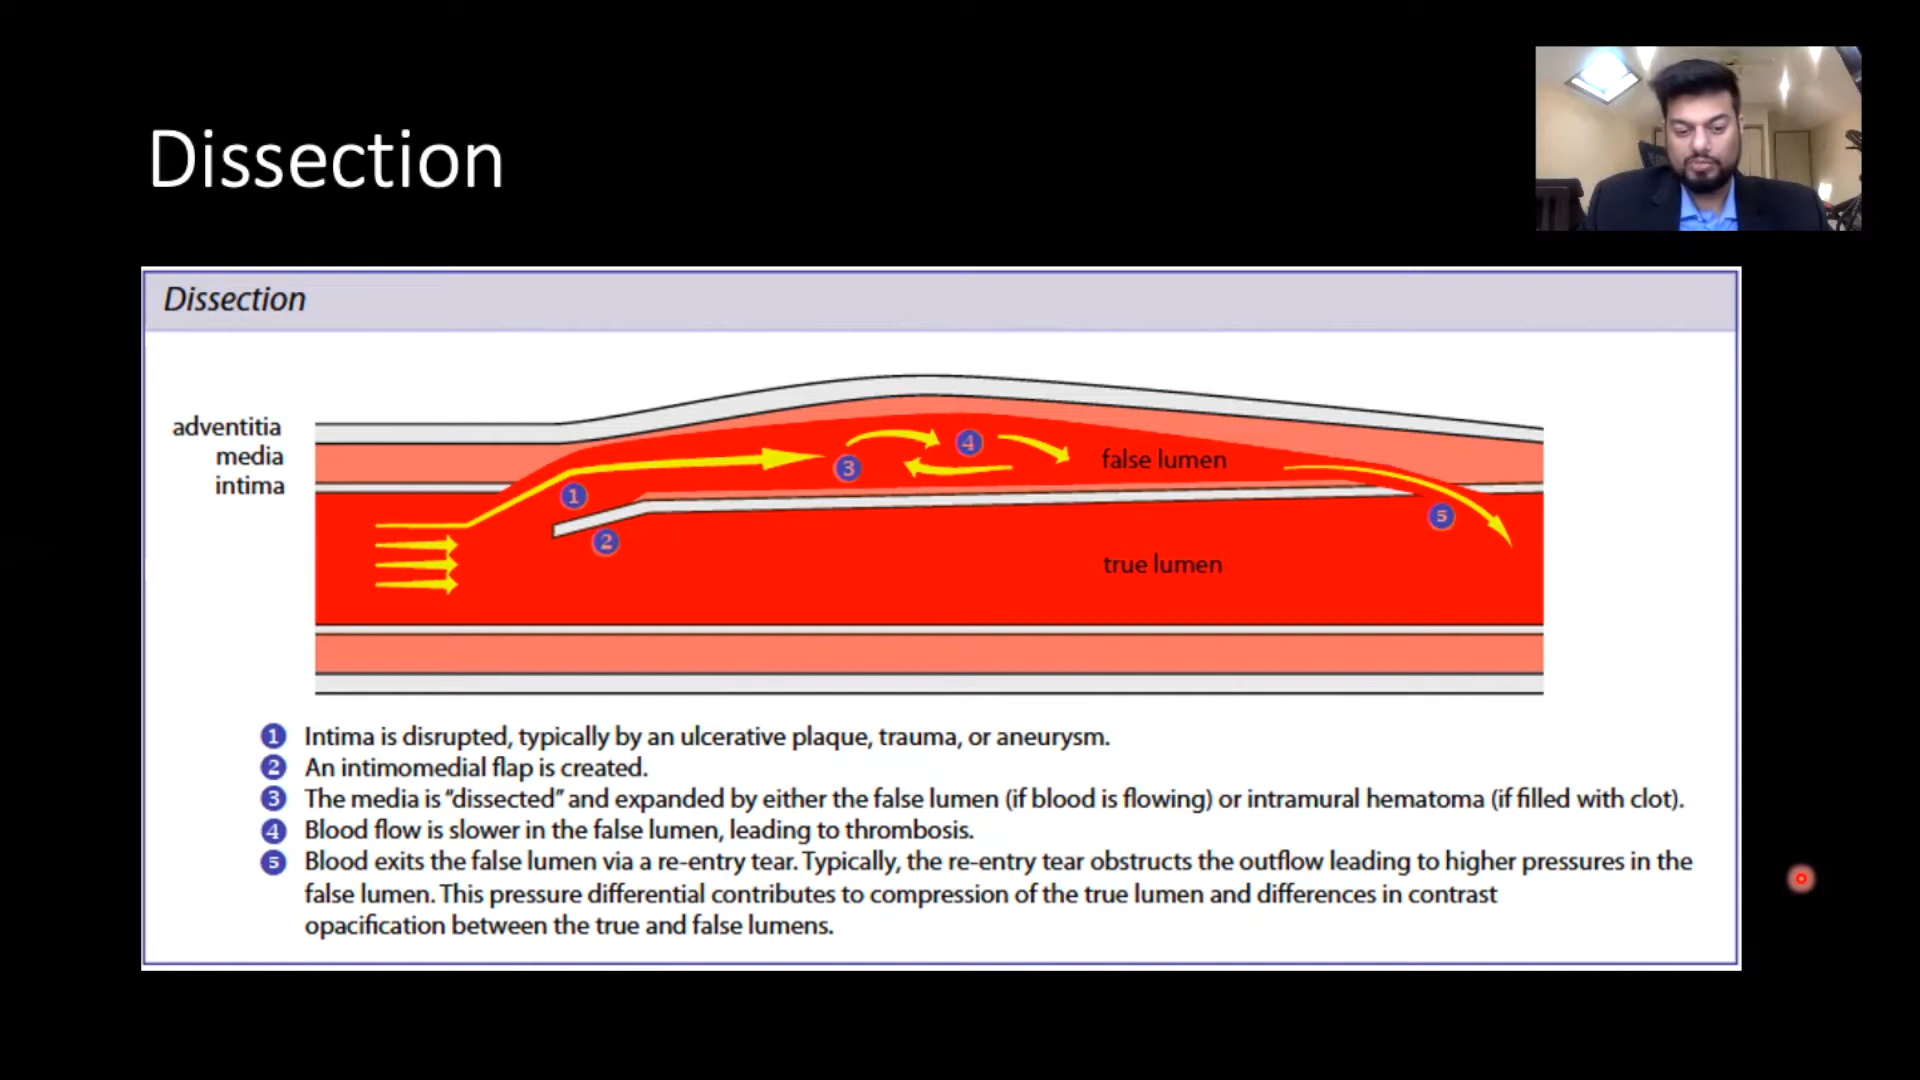 Dissection
Dissection
adventitia
media
intima
1
2
3
4
false lumen
5
true lumen
1 Intima is disrupted, typically by an ulcerative plaque, trauma, or aneurysm.
2 An intimomedial flap is created.
3 The media is “dissected” and expanded by either the false lumen (if blood is flowing) or intramural hematoma (if filled with clot).
4 Blood flow is slower in the false lumen, leading to thrombosis.
5 Blood exits the false lumen via a re-entry tear. Typically, the re-entry tear obstructs the outflow leading to higher pressures in the
false lumen. This pressure differential contributes to compression of the true lumen and differences in contrast
opacification between the true and false lumens.